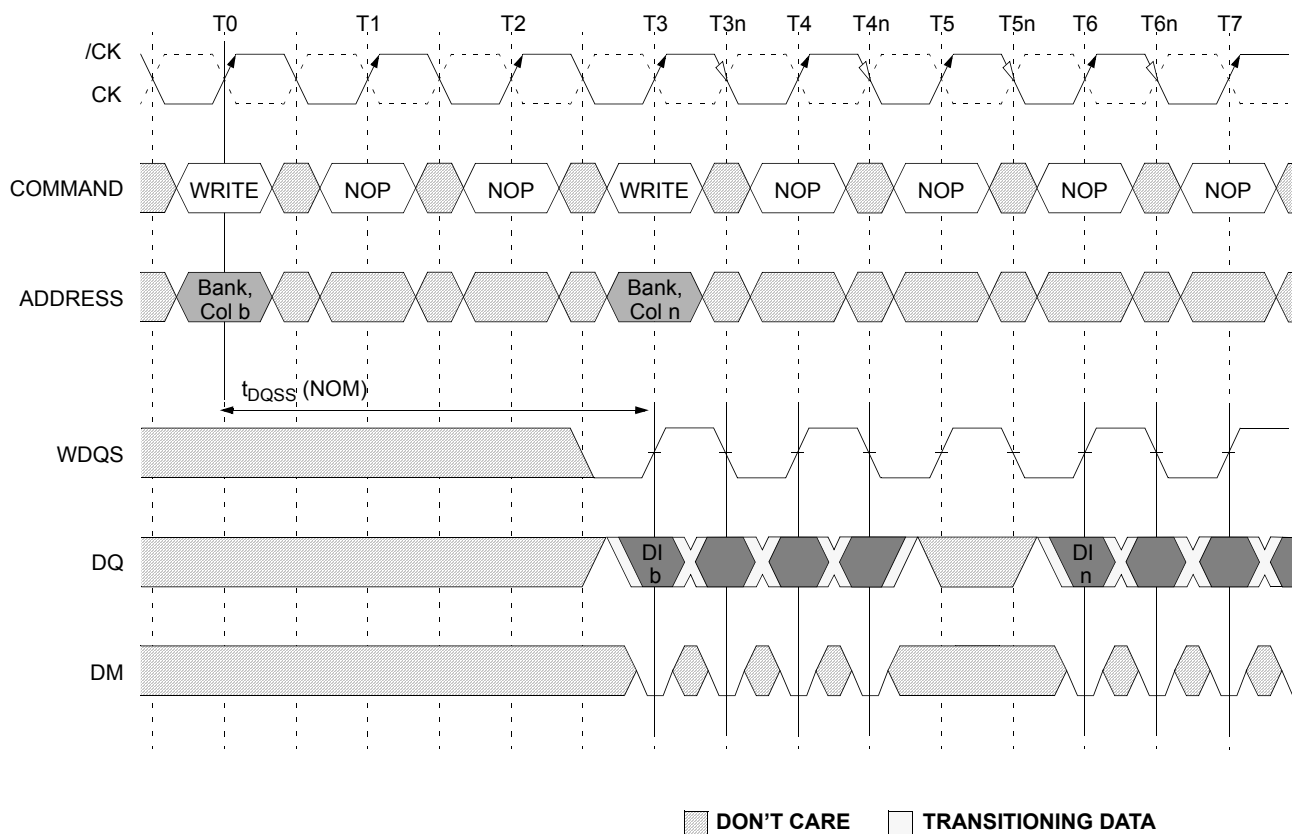 T0 T1 T2 T3 T3n T4 T4n T5 T5n T6 T6n T7
/CK
CK
COMMAND WRITE NOP NOP WRITE NOP NOP NOP NOP
ADDRESS Bank, Col b Bank, Col n
tDQSS (NOM)
WDQS
DQ DI b DI n
DM
DON'T CARE TRANSITIONING DATA